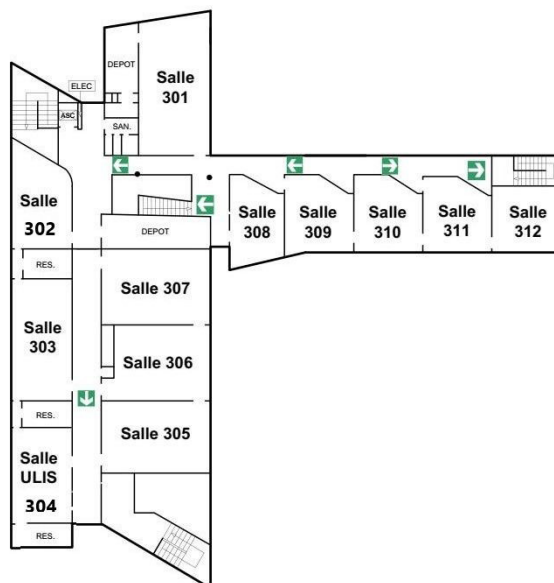 DEPOT
Salle
301
ELEC
ASC
SAN.
Salle
302
Salle
308
Salle
309
Salle
310
Salle
311
Salle
312
DEPOT
RES.
Salle 307
Salle
303
Salle 306
RES.
Salle 305
Salle
ULIS
304
RES.